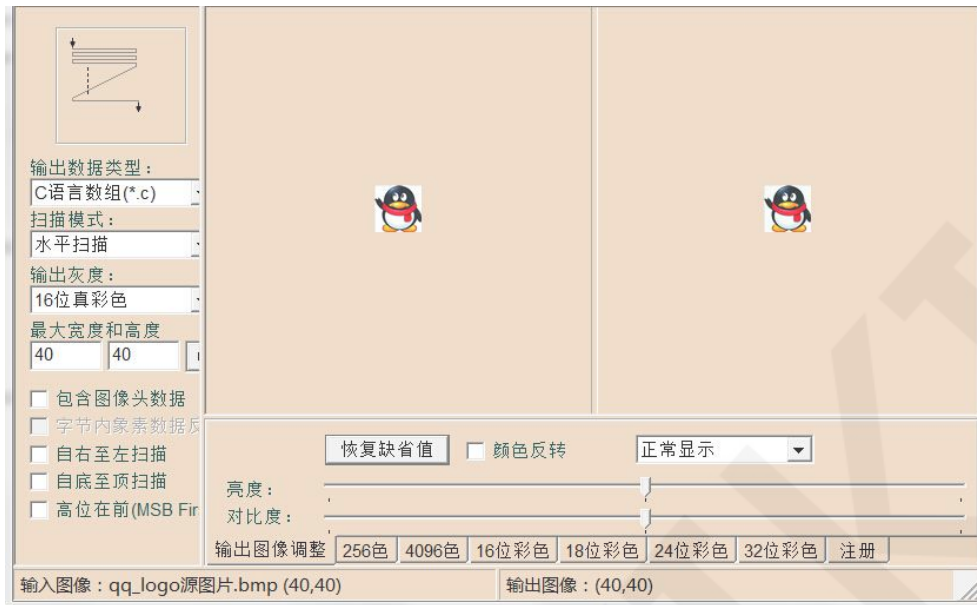 输出数据类型：
C语言数组(*.c)
扫描模式：
水平扫描
输出灰度：
16位真彩色
最大宽度和高度
40 40
包含图像头数据
字节内象素数据反
自右至左扫描
自底至顶扫描
高位在前(MSB Fir
恢复缺省值 颜色反转 正常显示
亮度：
对比度：
输出图像调整 256色 4096色 16位彩色 18位彩色 24位彩色 32位彩色 注册
输入图像：qq_logo源图片.bmp (40,40) 输出图像：(40,40)